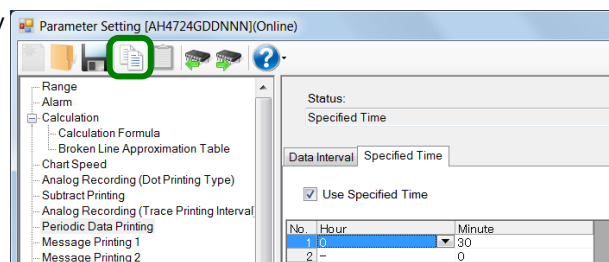 Parameter Setting [AH4724GDDNNN](Online)
Range
Alarm
Calculation
Calculation Formula
Broken Line Approximation Table
Chart Speed
Analog Recording (Dot Printing Type)
Subtract Printing
Analog Recording (Trace Printing Interval
Periodic Data Printing
Message Printing 1
Message Printing 2
Status:
Specified Time
Data Interval Specified Time
Use Specified Time
No. Hour Minute
1 0 30
2 - 0